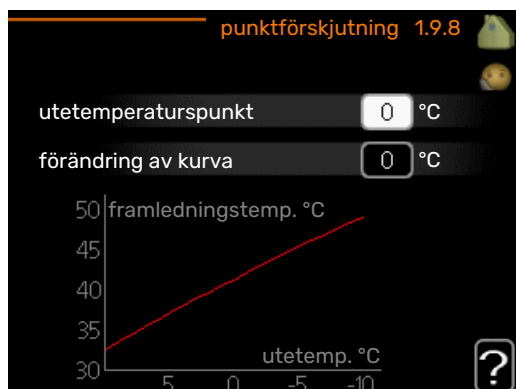 punktförskjutning 1.9.8
utetemperaturspunkt 0 °C
förändring av kurva 0 °C
50 framledningstemp. °C
45
40
35
30
utetemp. °C
5 0 -5 -10
?